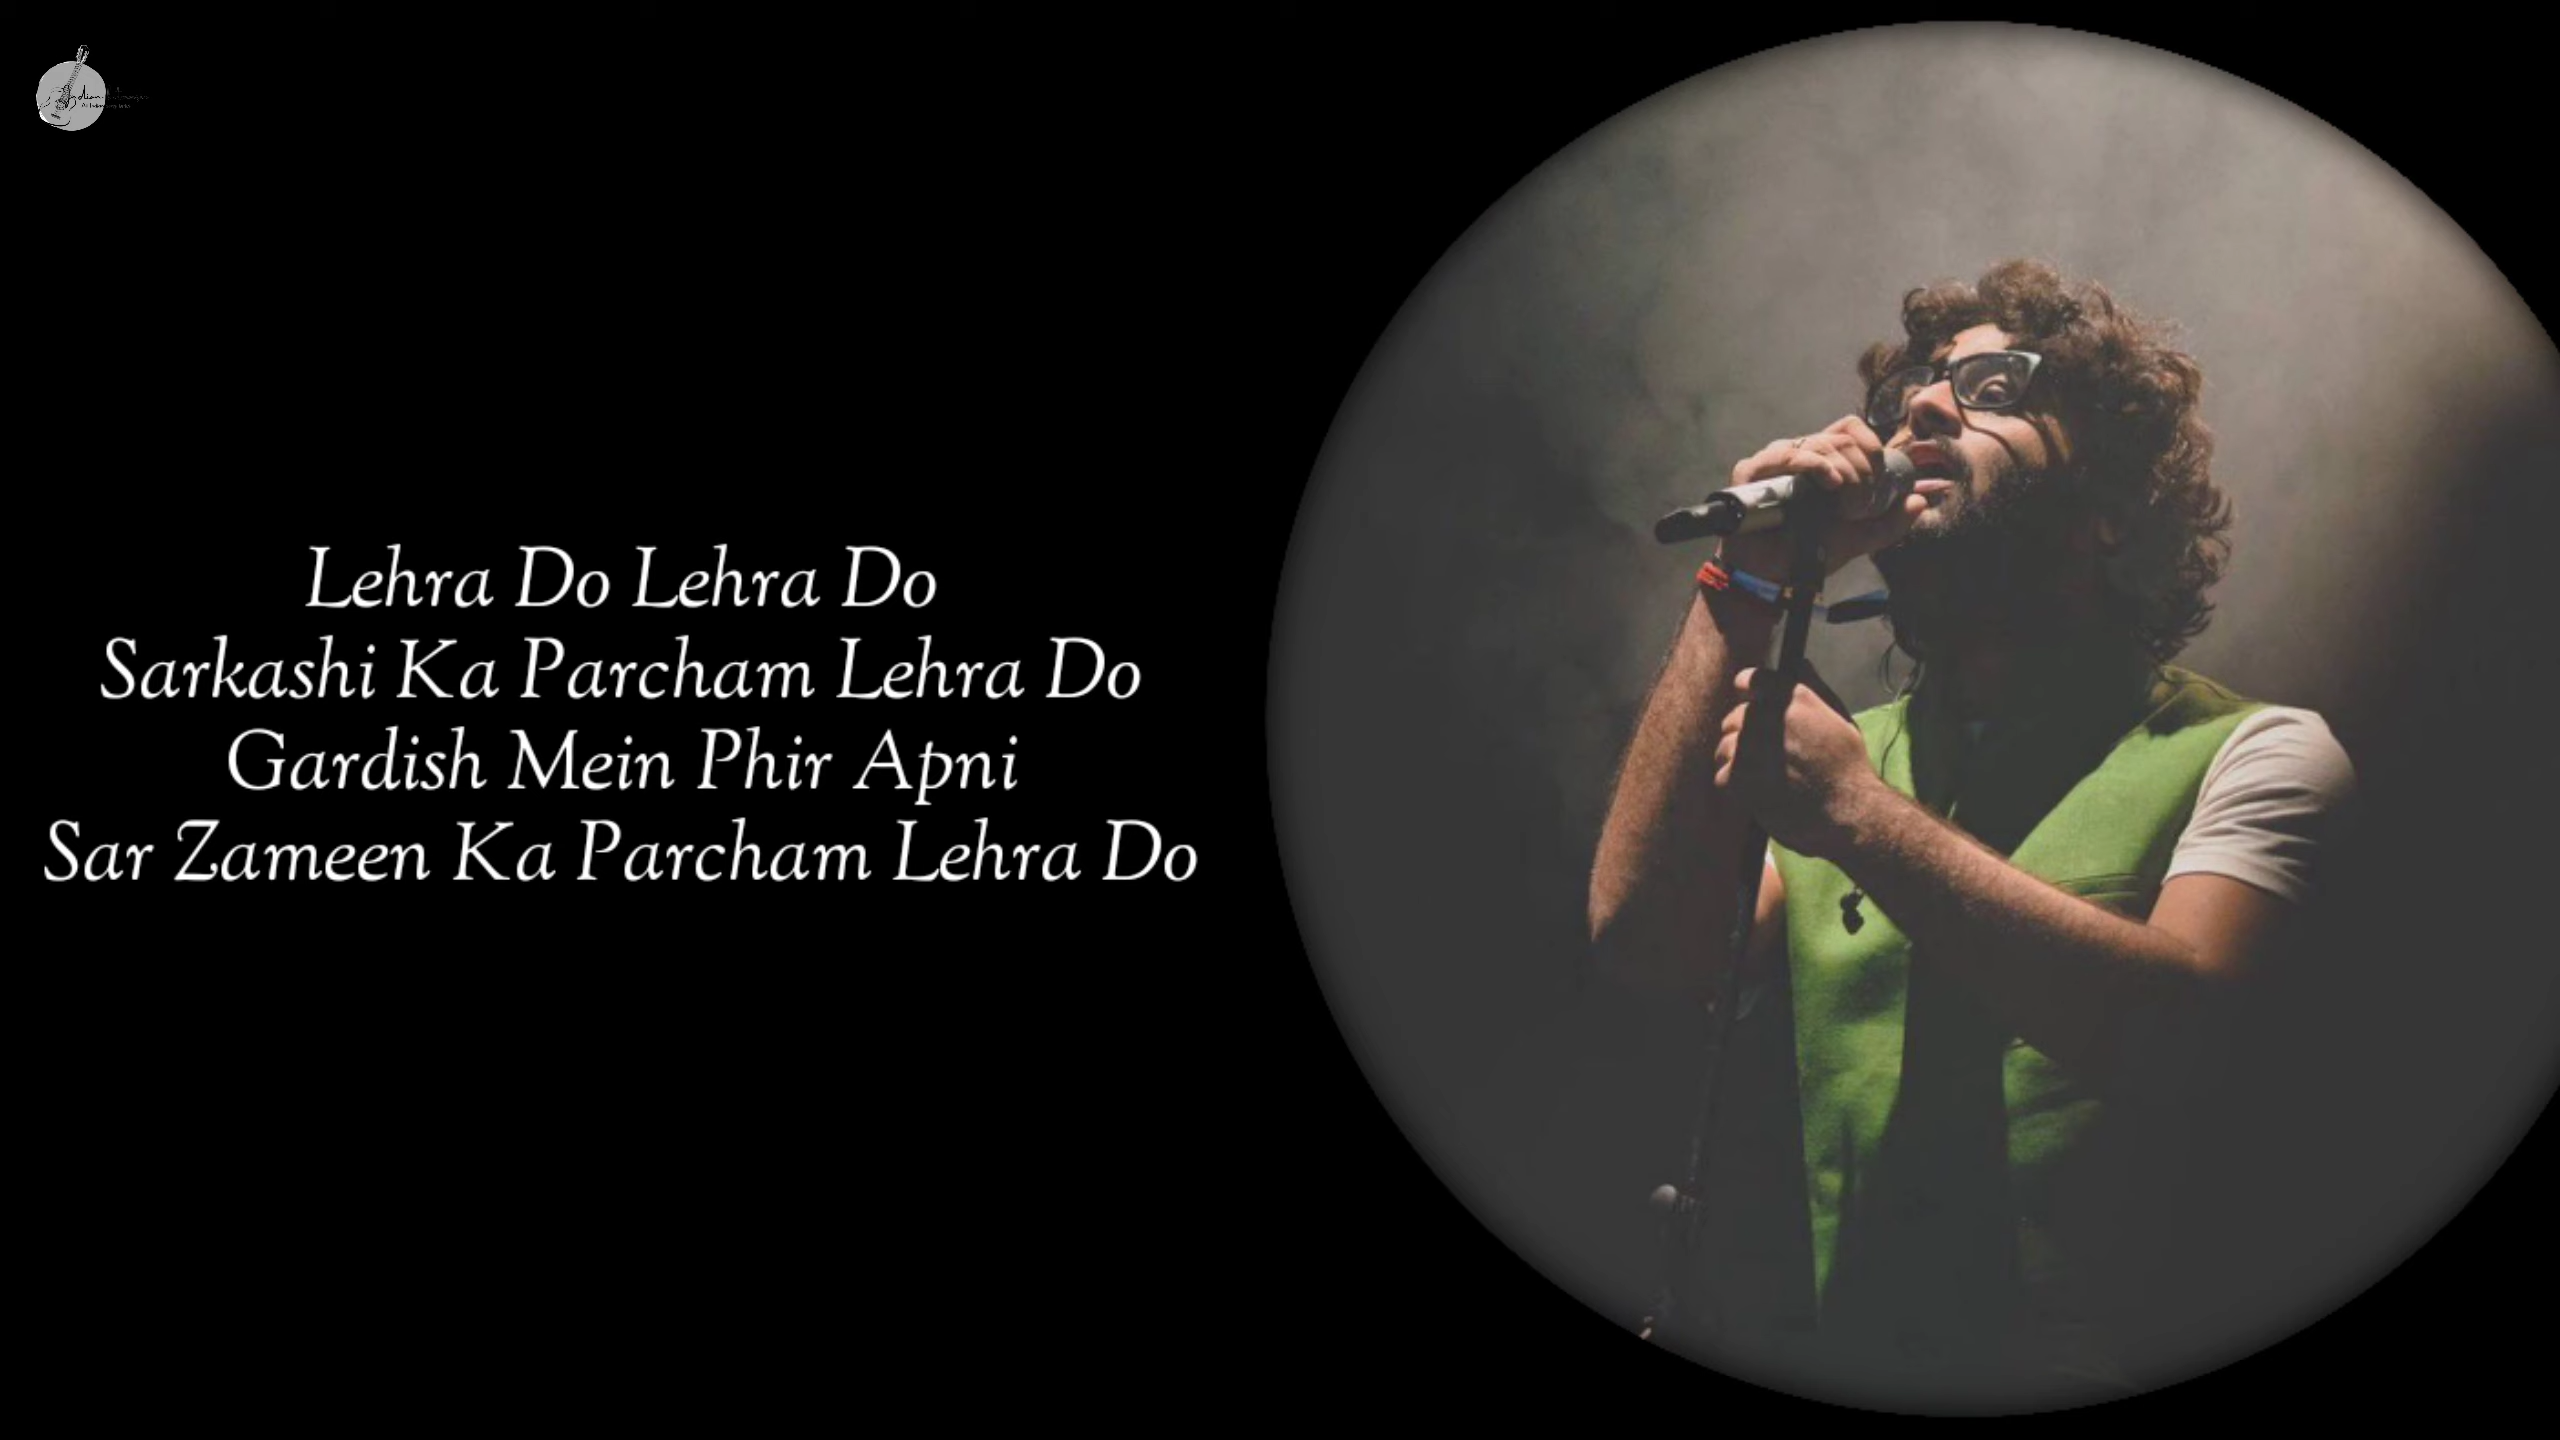 Lehra Do Lehra Do
Sarkashi Ka Parcham Lehra Do
Gardish Mein Phir Apni
Sar Zameen Ka Parcham Lehra Do